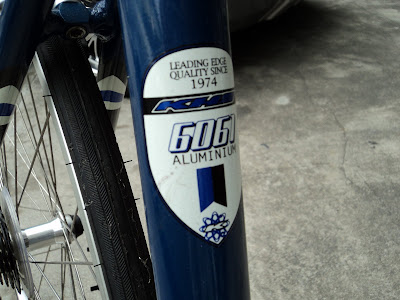 LEADING EDGE
QUALITY SINCE
1974
KHS
6061
ALUMINIUM